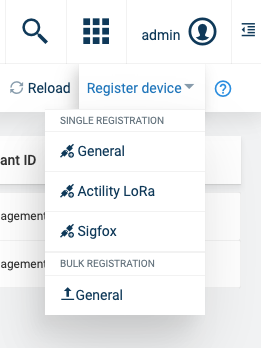 admin
Reload
Register device
SINGLE REGISTRATION
ant ID
General
Actility LoRa
agement
Sigfox
BULK REGISTRATION
agement
General